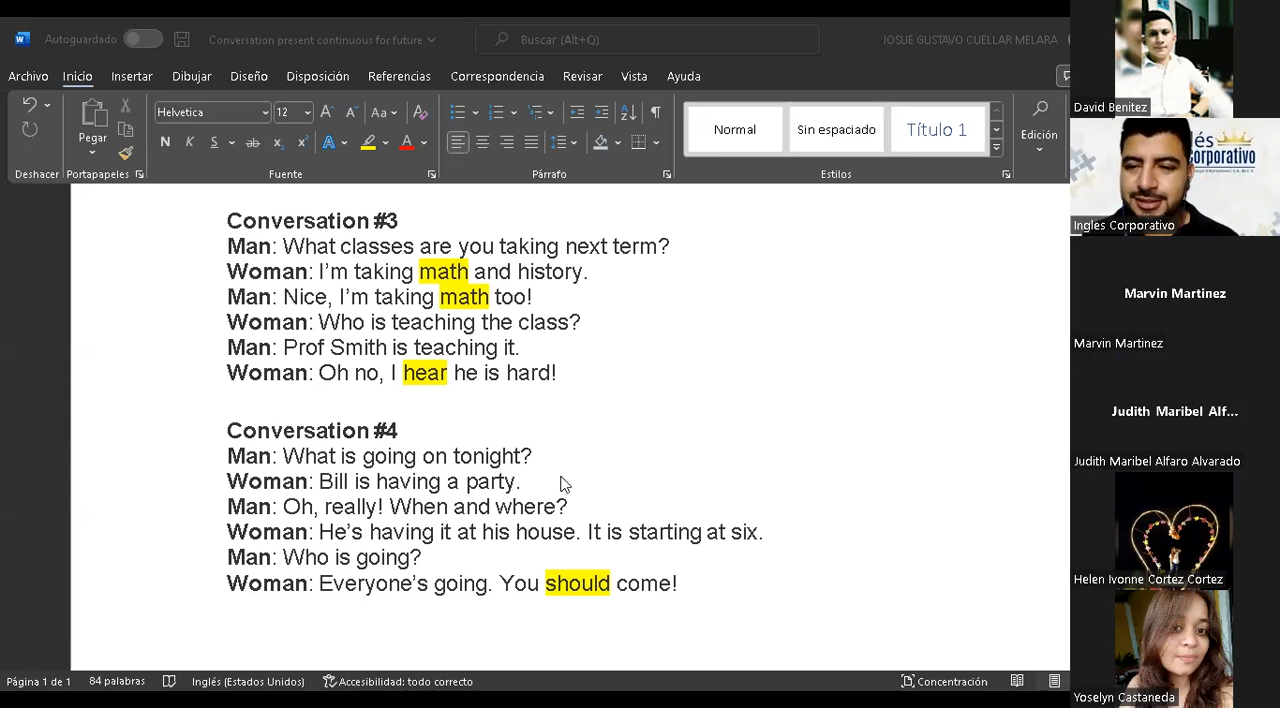 Autoguardado
Conversation present continuous for future
Buscar (Alt+Q)
JOSUE GUSTAVO CUELLAR MELARA
Archivo Inicio Insertar Dibujar Diseño Disposición Referencias Correspondencia Revisar Vista Ayuda
Helvetica 12
Pegar
N K S ab x₂ x²
Normal
Sin espaciado
Título 1
Edición
Deshacer Portapapeles Fuente Párrafo Estilos
Conversation #3
Man: What classes are you taking next term?
Woman: I'm taking math and history.
Man: Nice, I'm taking math too!
Woman: Who is teaching the class?
Man: Prof Smith is teaching it.
Woman: Oh no, I hear he is hard!
Conversation #4
Man: What is going on tonight?
Woman: Bill is having a party.
Man: Oh, really! When and where?
Woman: He's having it at his house. It is starting at six.
Man: Who is going?
Woman: Everyone's going. You should come!
Página 1 de 1 84 palabras Inglés (Estados Unidos) Accesibilidad: todo correcto Concentración
David Benitez
és
Corporativo
Ingles Corporativo
Marvin Martinez
Marvin Martinez
Judith Maribel Alf...
Judith Maribel Alfaro Alvarado
Helen Ivonne Cortez Cortez
Yoselyn Castaneda